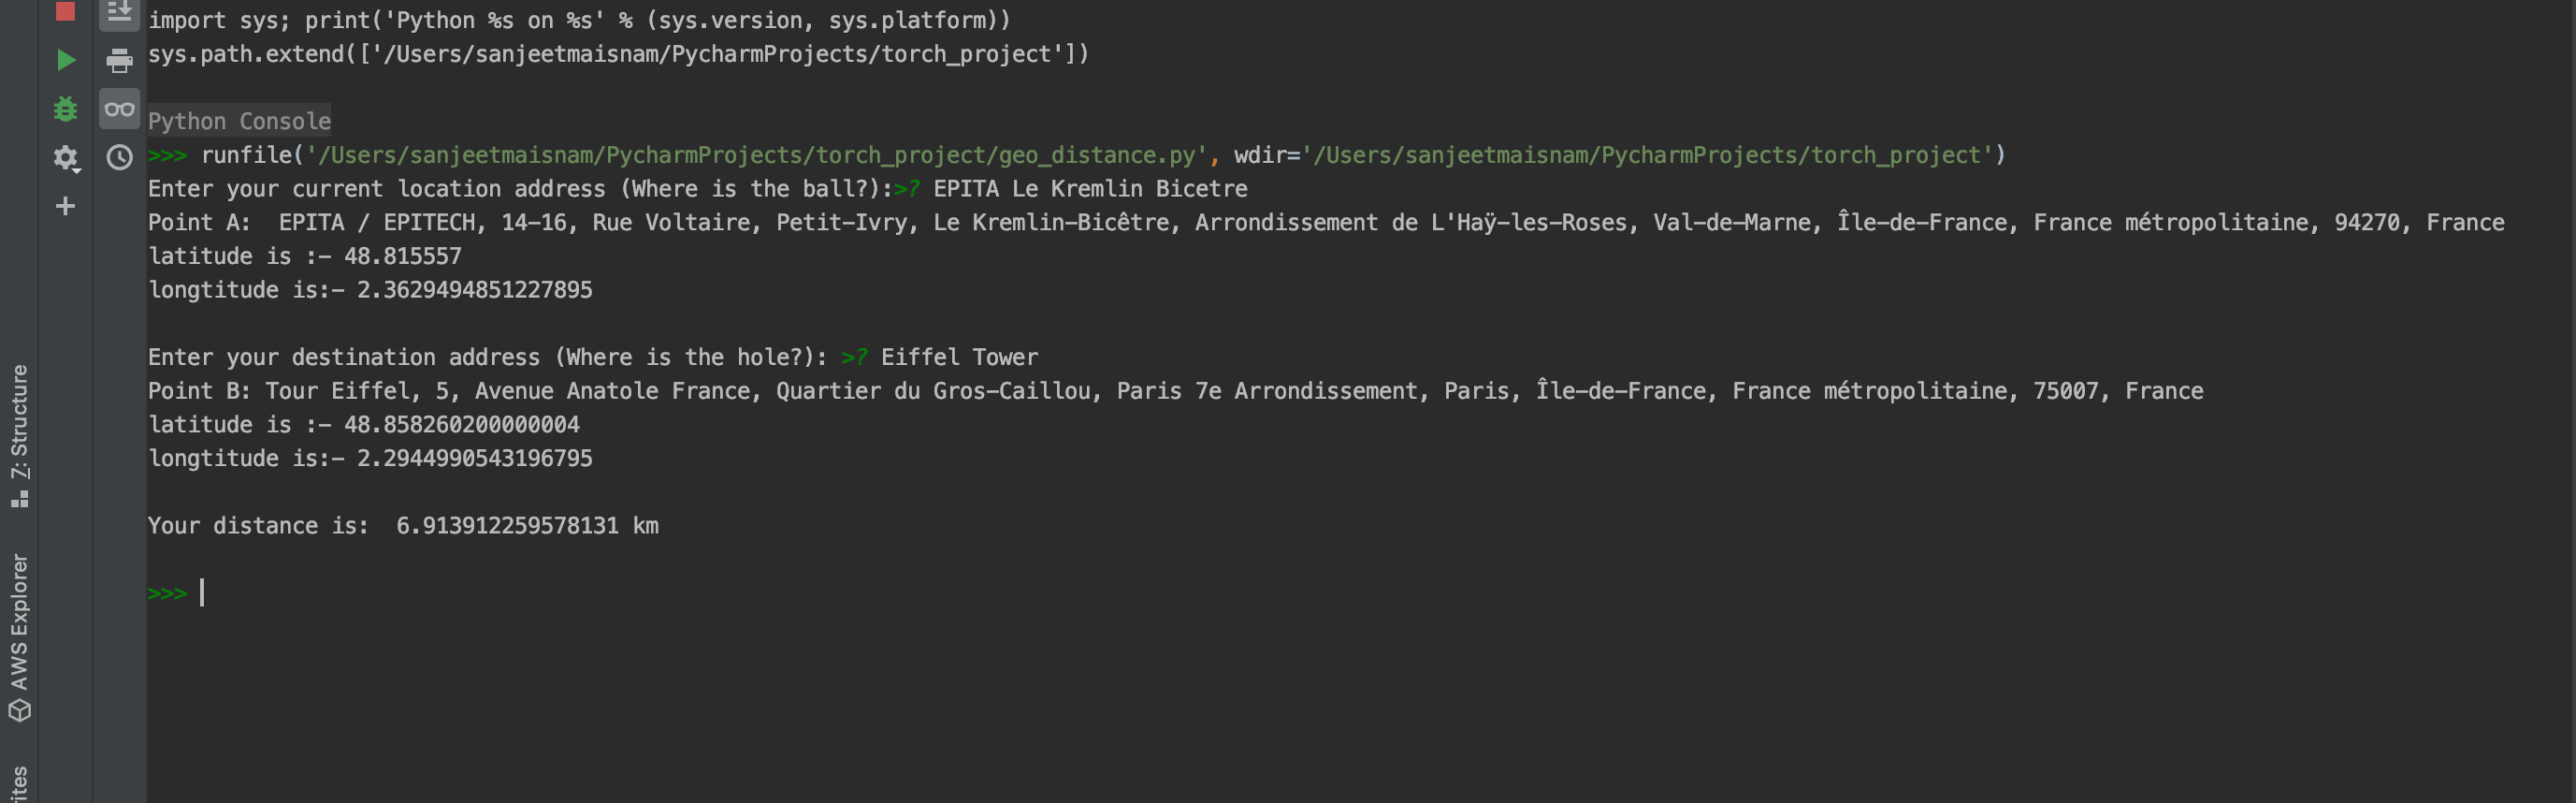 import sys; print('Python %s on %s' % (sys.version, sys.platform))
sys.path.extend(['/Users/sanjeetmaisnam/PycharmProjects/torch_project'])
Python Console
>>> runfile('/Users/sanjeetmaisnam/PycharmProjects/torch_project/geo_distance.py', wdir='/Users/sanjeetmaisnam/PycharmProjects/torch_project')
Enter your current location address (Where is the ball?):>? EPITA Le Kremlin Bicetre
Point A:  EPITA / EPITECH, 14-16, Rue Voltaire, Petit-Ivry, Le Kremlin-Bicêtre, Arrondissement de L'Haÿ-les-Roses, Val-de-Marne, Île-de-France, France métropolitaine, 94270, France
latitude is :- 48.815557
longtitude is:- 2.3629494851227895
Enter your destination address (Where is the hole?): >? Eiffel Tower
Point B: Tour Eiffel, 5, Avenue Anatole France, Quartier du Gros-Caillou, Paris 7e Arrondissement, Paris, Île-de-France, France métropolitaine, 75007, France
latitude is :- 48.858260200000004
longtitude is:- 2.2944990543196795
Your distance is:  6.913912259578131 km
>>>
7: Structure
AWS Explorer